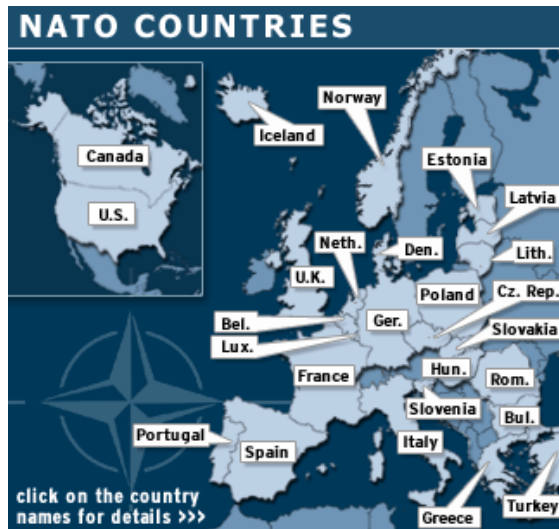 NATO COUNTRIES
Norway
Iceland
Canada
Estonia
U.S.
Latvia
Neth.
Den.
Lith.
U.K.
Cz. Rep.
Poland
Bel.
Ger.
Slovakia
Lux.
Hun.
France
Rom.
Slovenia
Bul.
Portugal
Italy
Spain
click on the country
names for details >>>
Turkey
Greece